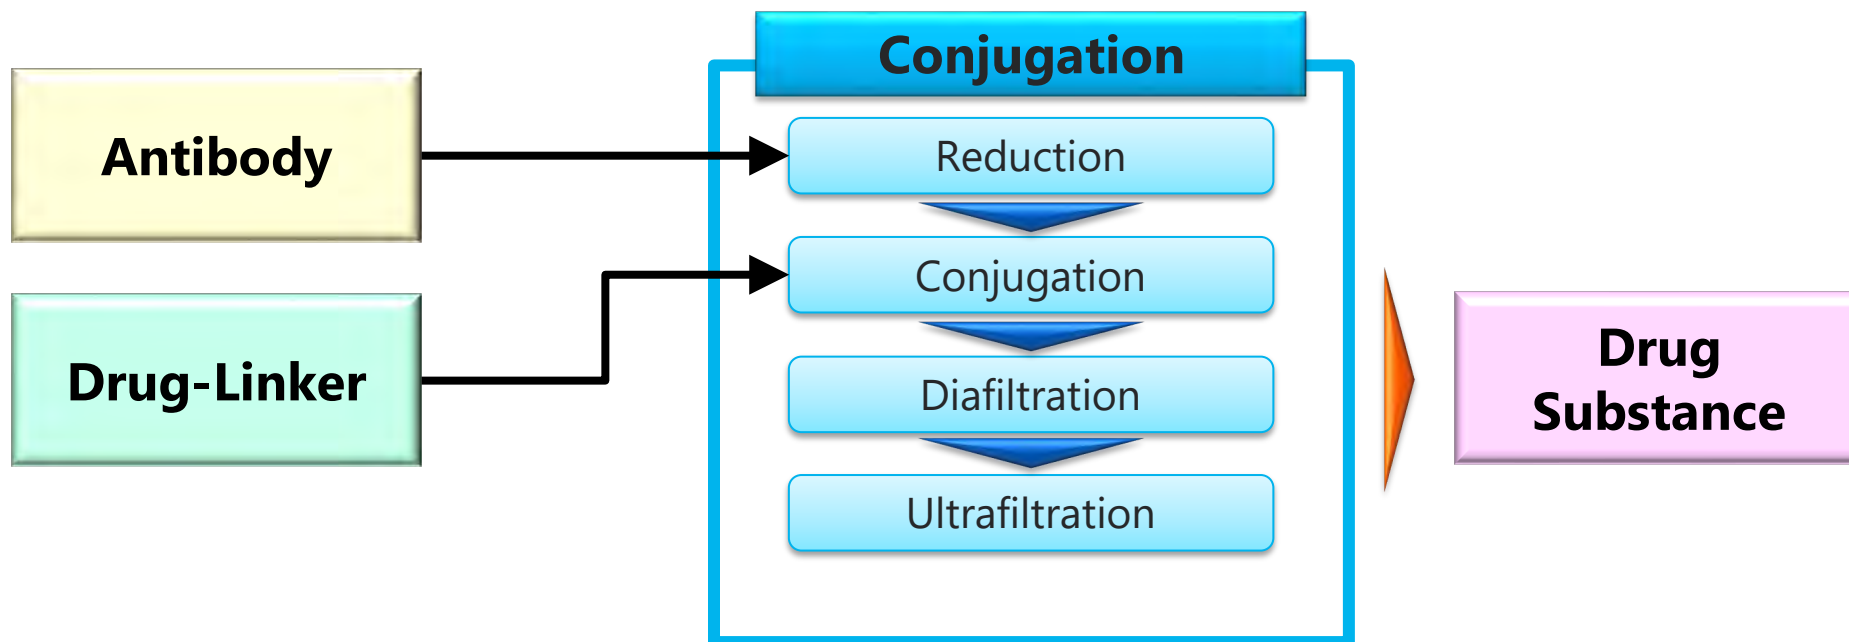 Antibody
Drug-Linker
Conjugation
Reduction
Conjugation
Diafiltration
Ultrafiltration
Drug
Substance